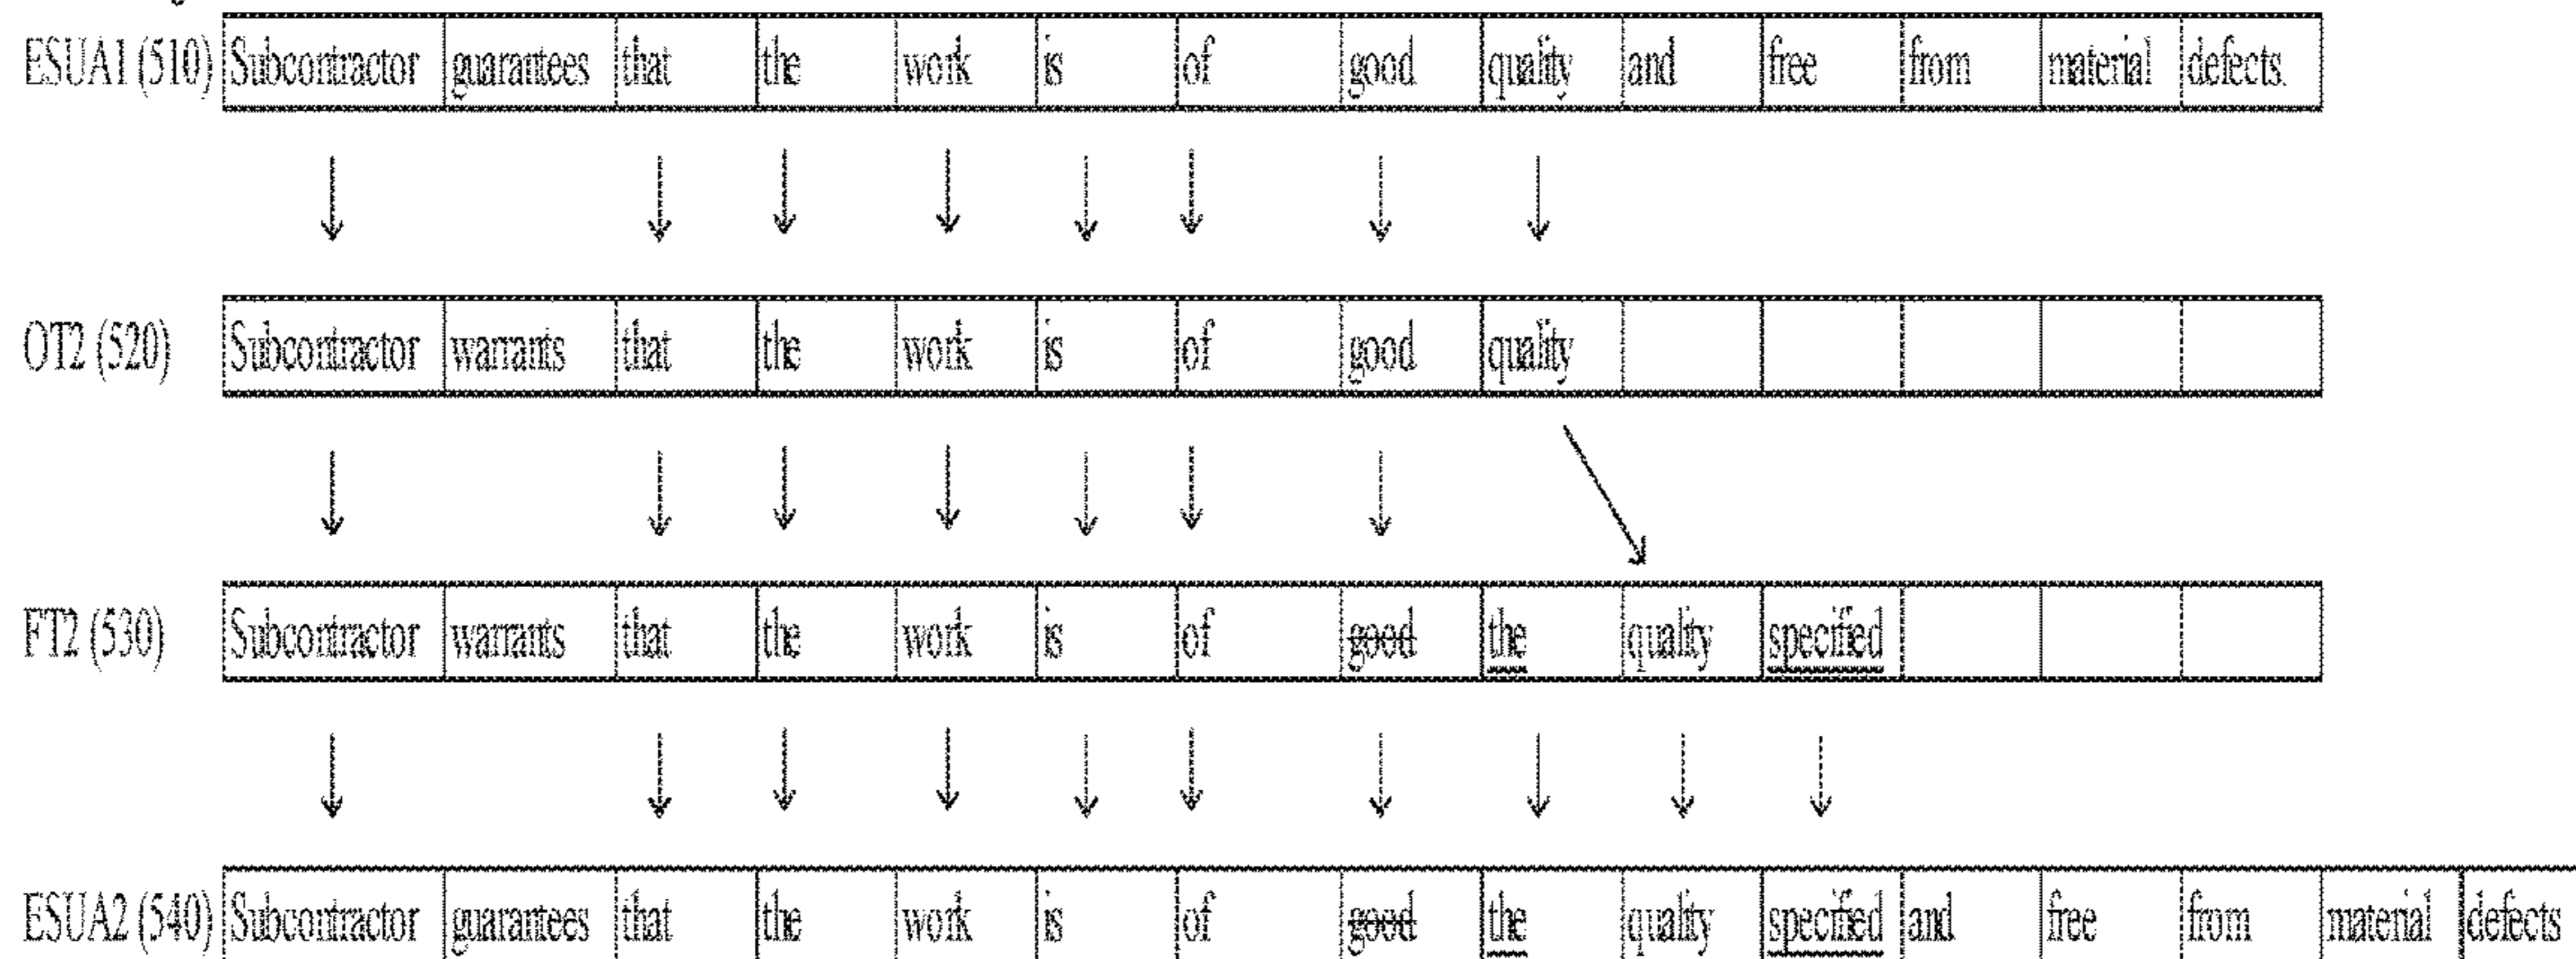 ESUA1 (510) Subcontractor guarantees that the work is of good quality and free from material defects.
OT2 (520) Subcontractor warrants that the work is of good quality
FT2 (530) Subcontractor warrants that the work is of good the quality specified
ESUA2 (540) Subcontractor guarantees that the work is of good the quality specified and free from material defects